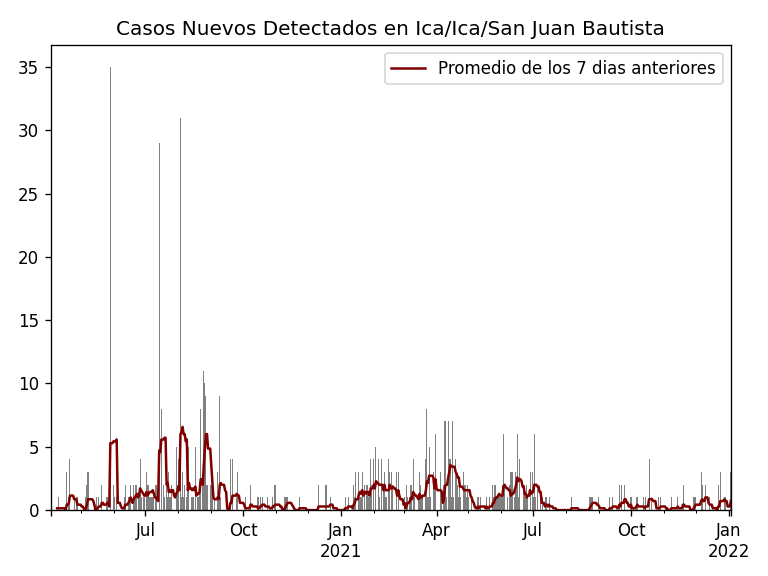 Casos Nuevos Detectados en Ica/Ica/San Juan Bautista
Promedio de los 7 dias anteriores
35
30
25
20
15
10
5
0
Jul
Oct
Jan
2021
Apr
Jul
Oct
Jan
2022